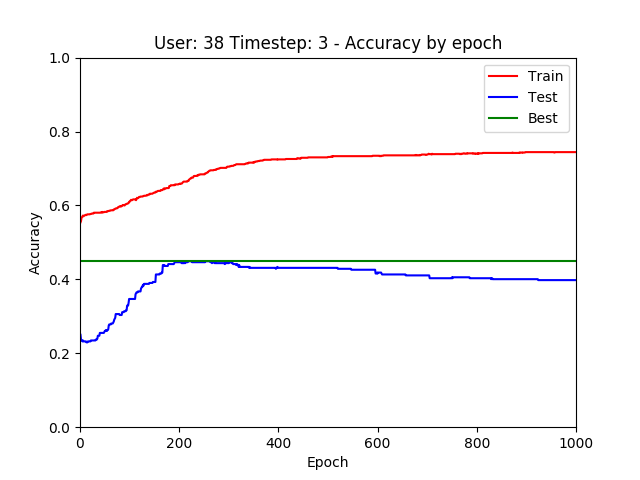 User: 38 Timestep: 3 - Accuracy by epoch
1.0
0.8
0.6
0.4
0.2
0.0
Accuracy
Train
Test
Best
0 200 400 600 800 1000
Epoch